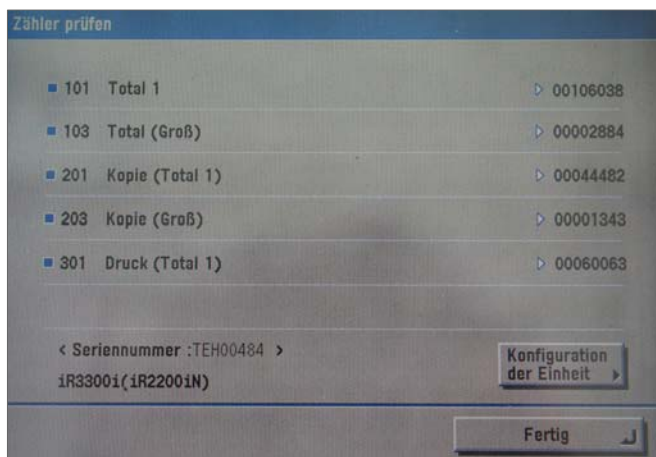 Zähler prüfen
101 Total 1 00106038
103 Total (Groß) 00002884
201 Kopie (Total 1) 00044482
203 Kopie (Groß) 00001343
301 Druck (Total 1) 00060063
< Seriennummer :TEH00484 >
iR3300i(iR2200iN)
Konfiguration
der Einheit
Fertig